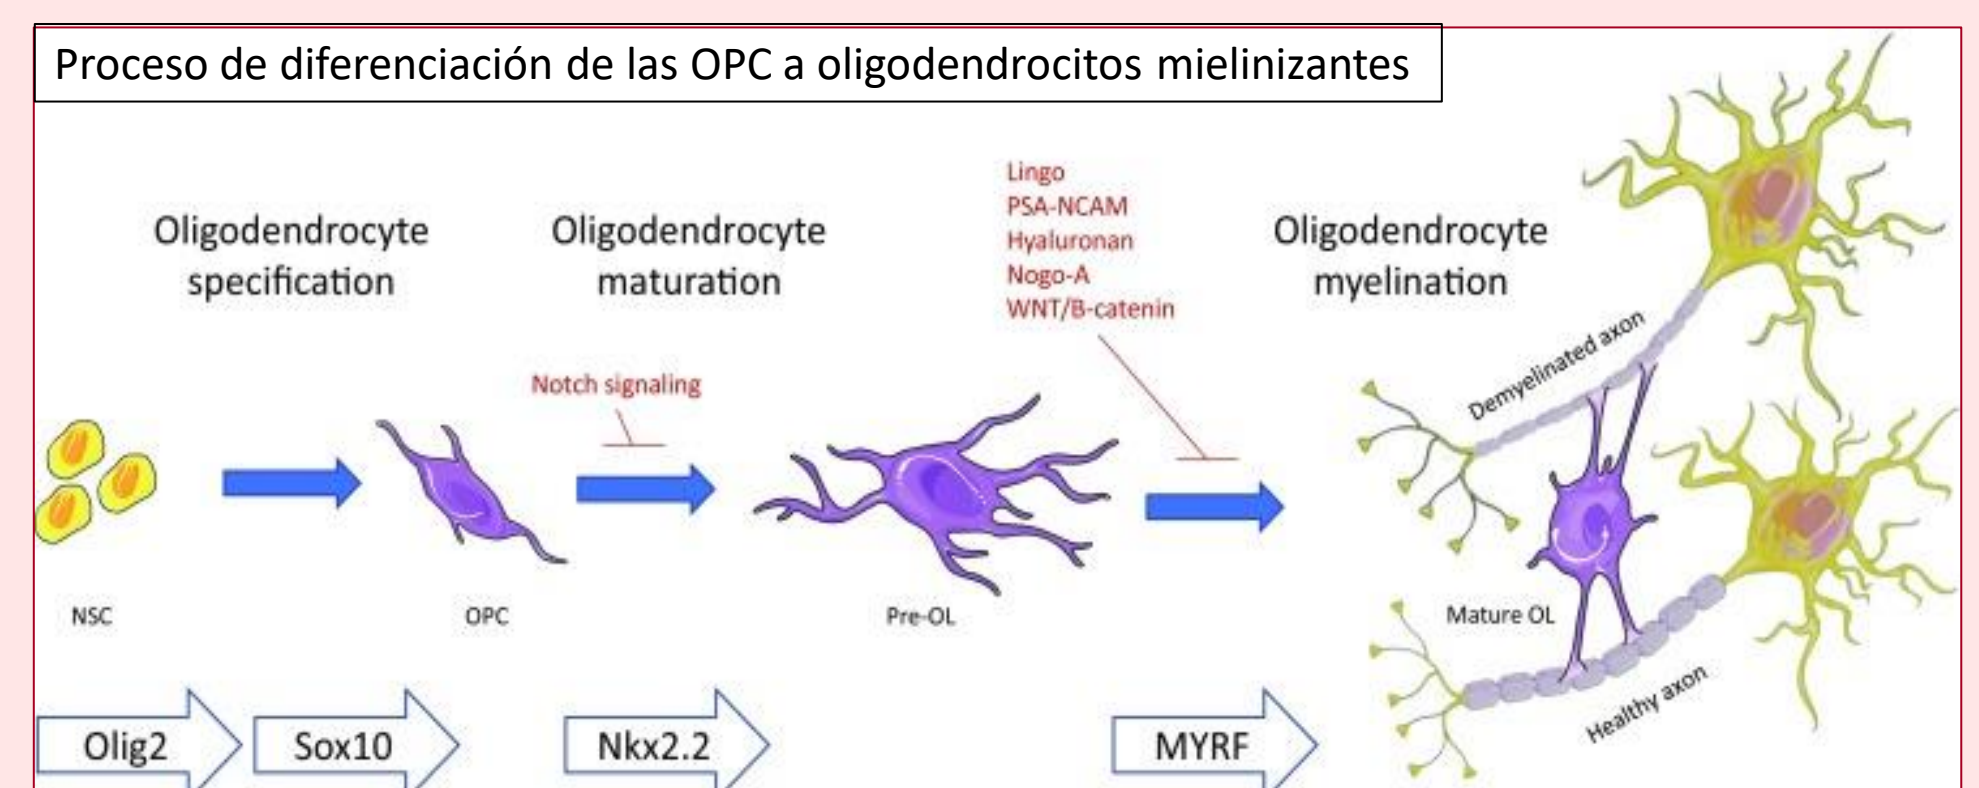 Proceso de diferenciación de las OPC a oligodendrocitos mielinizantes
Oligodendrocyte
specification
Oligodendrocyte
maturation
Lingo
PSA-NCAM
Hyaluronan
Nogo-A
WNT/B-catenin
Oligodendrocyte
myelination
Notch signaling
Demyelinated axon
NSC
OPC
Pre-OL
Mature OL
Healthy axon
Olig2
Sox10
Nkx2.2
MYRF